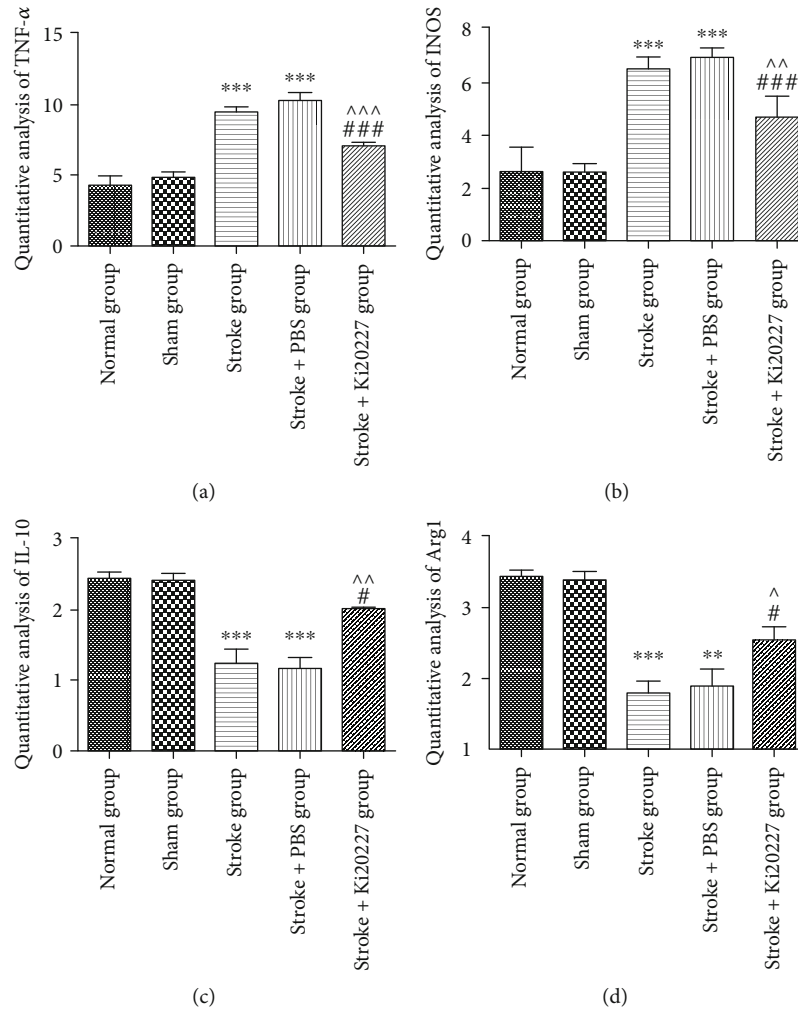 Quantitative analysis of TNF-α
15
10
5
0
***
***
^^^
###
Normal group
Sham group
Stroke group
Stroke + PBS group
Stroke + Ki20227 group
(a)
Quantitative analysis of INOS
8
6
4
2
0
***
***
^^
###
Normal group
Sham group
Stroke group
Stroke + PBS group
Stroke + Ki20227 group
(b)
Quantitative analysis of IL-10
3
2
1
0
***
***
^^
#
Normal group
Sham group
Stroke group
Stroke + PBS group
Stroke + Ki20227 group
(c)
Quantitative analysis of Arg1
4
3
2
1
***
**
^
#
Normal group
Sham group
Stroke group
Stroke + PBS group
Stroke + Ki20227 group
(d)